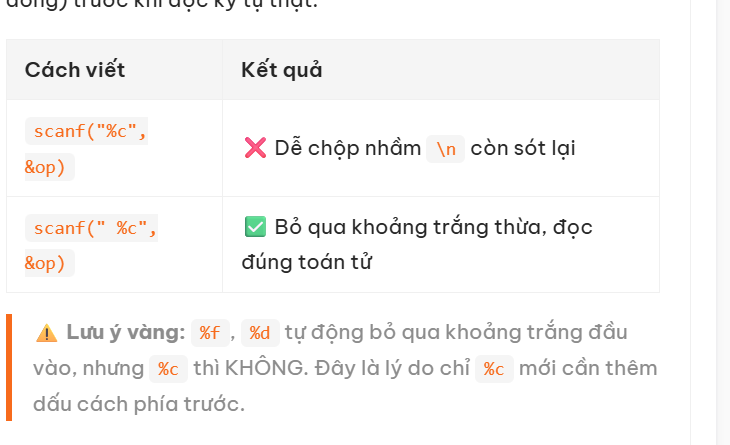 dòng) trước khi đọc ký tự thật.
Cách viết
Kết quả
scanf("%c",
&op)
❌ Dễ chộp nhầm \n còn sót lại
scanf(" %c",
&op)
✅ Bỏ qua khoảng trắng thừa, đọc
đúng toán tử
⚠️ Lưu ý vàng: %f, %d tự động bỏ qua khoảng trắng đầu
vào, nhưng %c thì KHÔNG. Đây là lý do chỉ %c mới cần thêm
dấu cách phía trước.